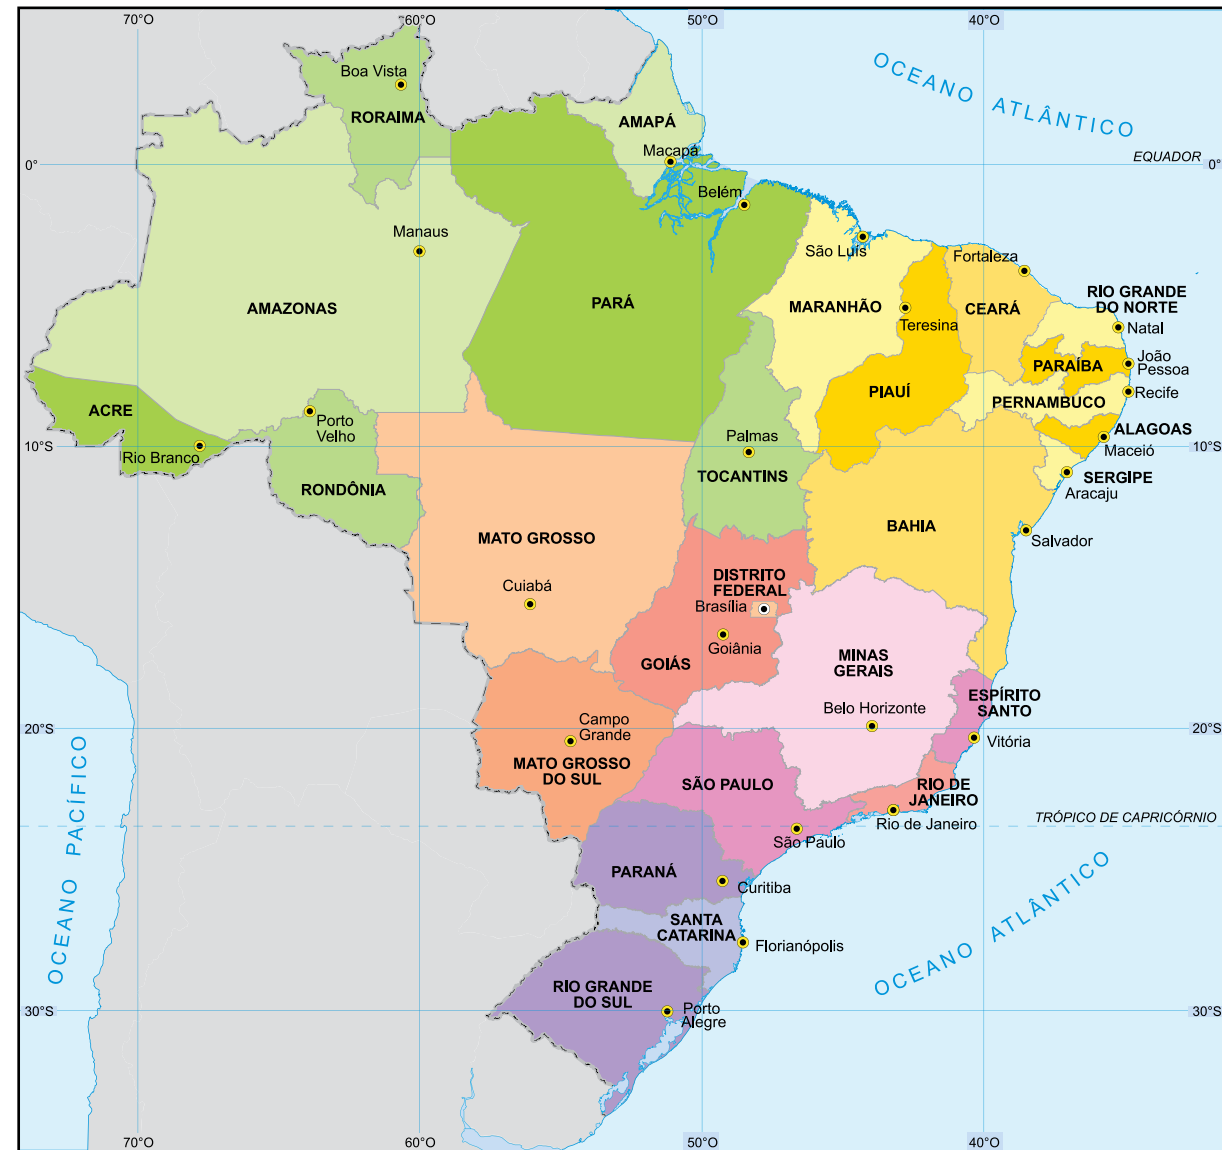 70°O
60°O
50°O
40°O
OCEANO ATLÂNTICO
Boa Vista
RORAIMA
AMAPÁ
Macapá
EQUADOR
0°
0°
Belém
Manaus
São Luís
Fortaleza
AMAZONAS
PARÁ
MARANHÃO
Teresina
CEARÁ
RIO GRANDE
DO NORTE
Natal
João
Pessoa
PARAÍBA
PIAUÍ
Recife
PERNAMBUCO
ACRE
Porto
Velho
Rio Branco
ALAGOAS
Maceió
10°S
10°S
Palmas
TOCANTINS
SERGIPE
Aracaju
RONDÔNIA
BAHIA
Salvador
MATO GROSSO
Cuiabá
DISTRITO
FEDERAL
Brasília
Goiânia
GOIÁS
MINAS
GERAIS
Belo Horizonte
ESPÍRITO
SANTO
Vitória
20°S
20°S
Campo
Grande
MATO GROSSO
DO SUL
SÃO PAULO
RIO DE
JANEIRO
Rio de Janeiro
TRÓPICO DE CAPRICÓRNIO
São Paulo
OCEANO PACÍFICO
PARANÁ
Curitiba
SANTA
CATARINA
Florianópolis
OCEANO ATLÂNTICO
RIO GRANDE
DO SUL
Porto
Alegre
30°S
30°S
70°O
60°O
50°O
40°O